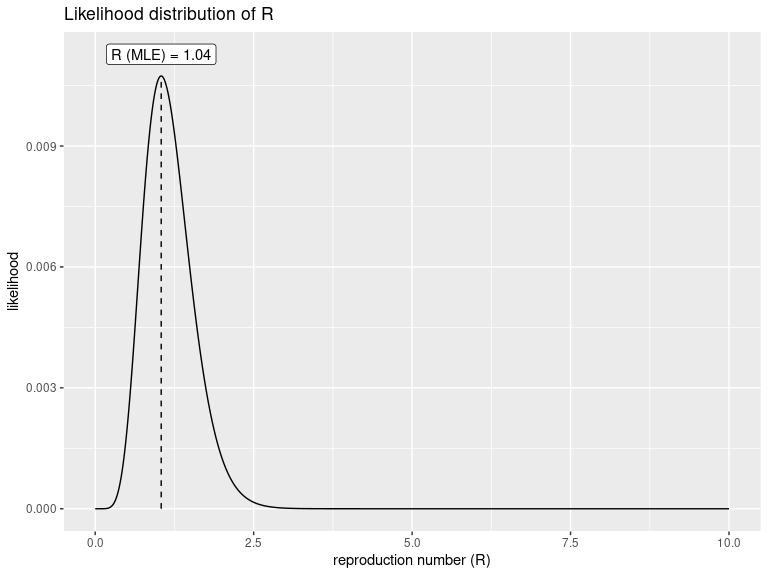 Likelihood distribution of R
R (MLE) = 1.04
0.009
0.006
0.003
0.000
likelihood
0.0 2.5 5.0 7.5 10.0
reproduction number (R)